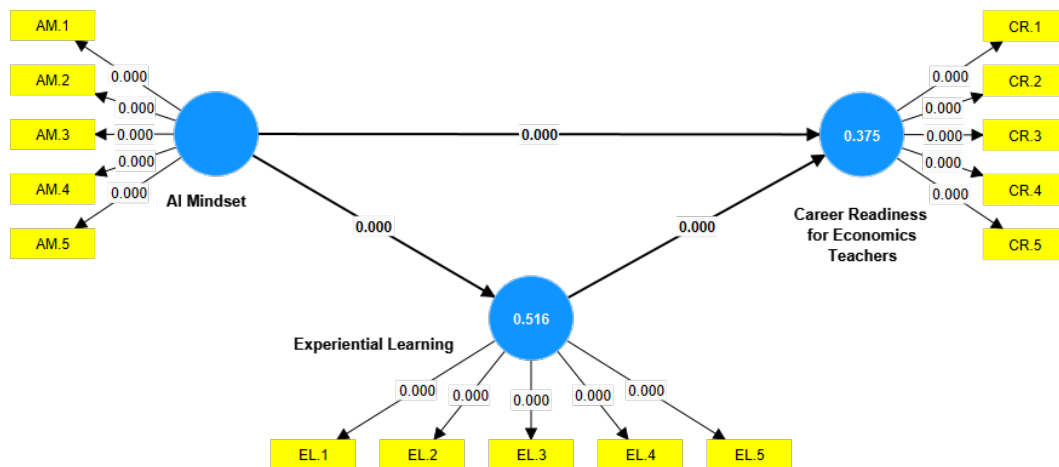 AM.1
AM.2
AM.3
AM.4
AM.5
0.000
0.000
0.000
0.000
0.000
AI Mindset
0.000
0.000
0.000
0.516
Experiential Learning
0.000
0.000
0.000
0.000
0.000
EL.1
EL.2
EL.3
EL.4
EL.5
0.375
Career Readiness
for Economics
Teachers
0.000
0.000
0.000
0.000
0.000
CR.1
CR.2
CR.3
CR.4
CR.5